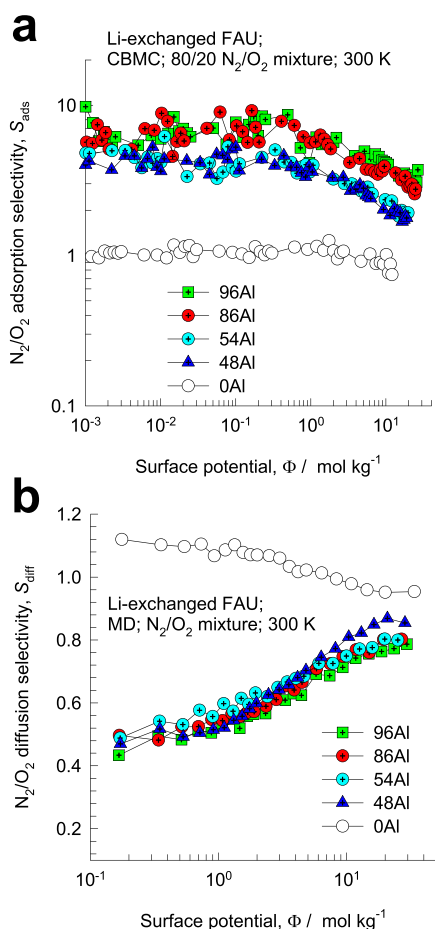 a
Li-exchanged FAU;
CBMC; 80/20 N₂/O₂ mixture; 300 K
N₂/O₂ adsorption selectivity, S_ads
10
1
0.1
96Al
86Al
54Al
48Al
0Al
10⁻³ 10⁻² 10⁻¹ 10⁰ 10¹
Surface potential, Φ / mol kg⁻¹
b
N₂/O₂ diffusion selectivity, S_diff
1.2
1.0
Li-exchanged FAU;
MD; N₂/O₂ mixture; 300 K
0.8
0.6
0.4
0.2
96Al
86Al
54Al
48Al
0Al
10⁻¹ 10⁰ 10¹
Surface potential, Φ / mol kg⁻¹